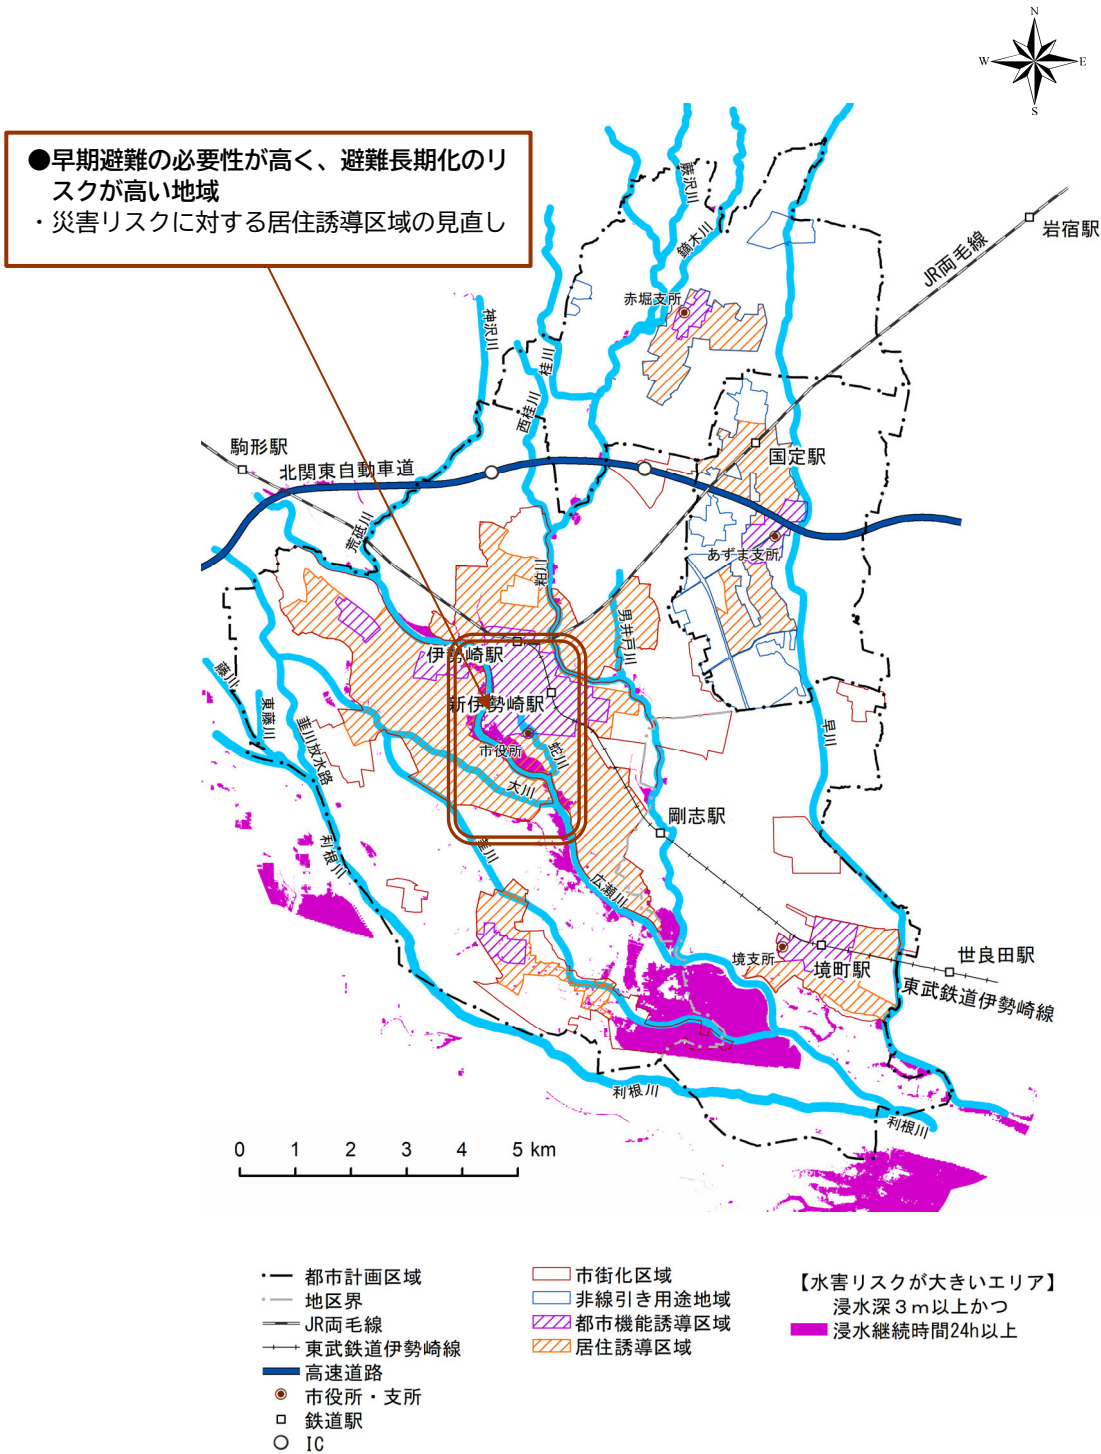 N
W
E
S
●早期避難の必要性が高く、避難長期化のリ
スクが高い地域
・災害リスクに対する居住誘導区域の見直し
蕨沢川
鏑木川
岩宿駅
JR両毛線
赤堀支所
神沢川
桂川
西桂川
駒形駅
北関東自動車道
国定駅
荒砥川
あずま支所
粕川
男井戸川
伊勢崎駅
藤川
東藤川
韮川放水路
新伊勢崎駅
市役所
蛇川
早川
大川
剛志駅
利根川
韮川
広瀬川
境支所
境町駅
世良田駅
東武鉄道伊勢崎線
利根川
利根川
0 1 2 3 4 5 km
都市計画区域
地区界
JR両毛線
東武鉄道伊勢崎線
高速道路
市役所・支所
鉄道駅
IC
市街化区域
非線引き用途地域
都市機能誘導区域
居住誘導区域
【水害リスクが大きいエリア】
浸水深3m以上かつ
浸水継続時間24h以上